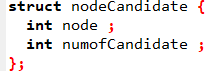 struct nodeCandidate {
  int node ;
  int numofCandidate ;
};